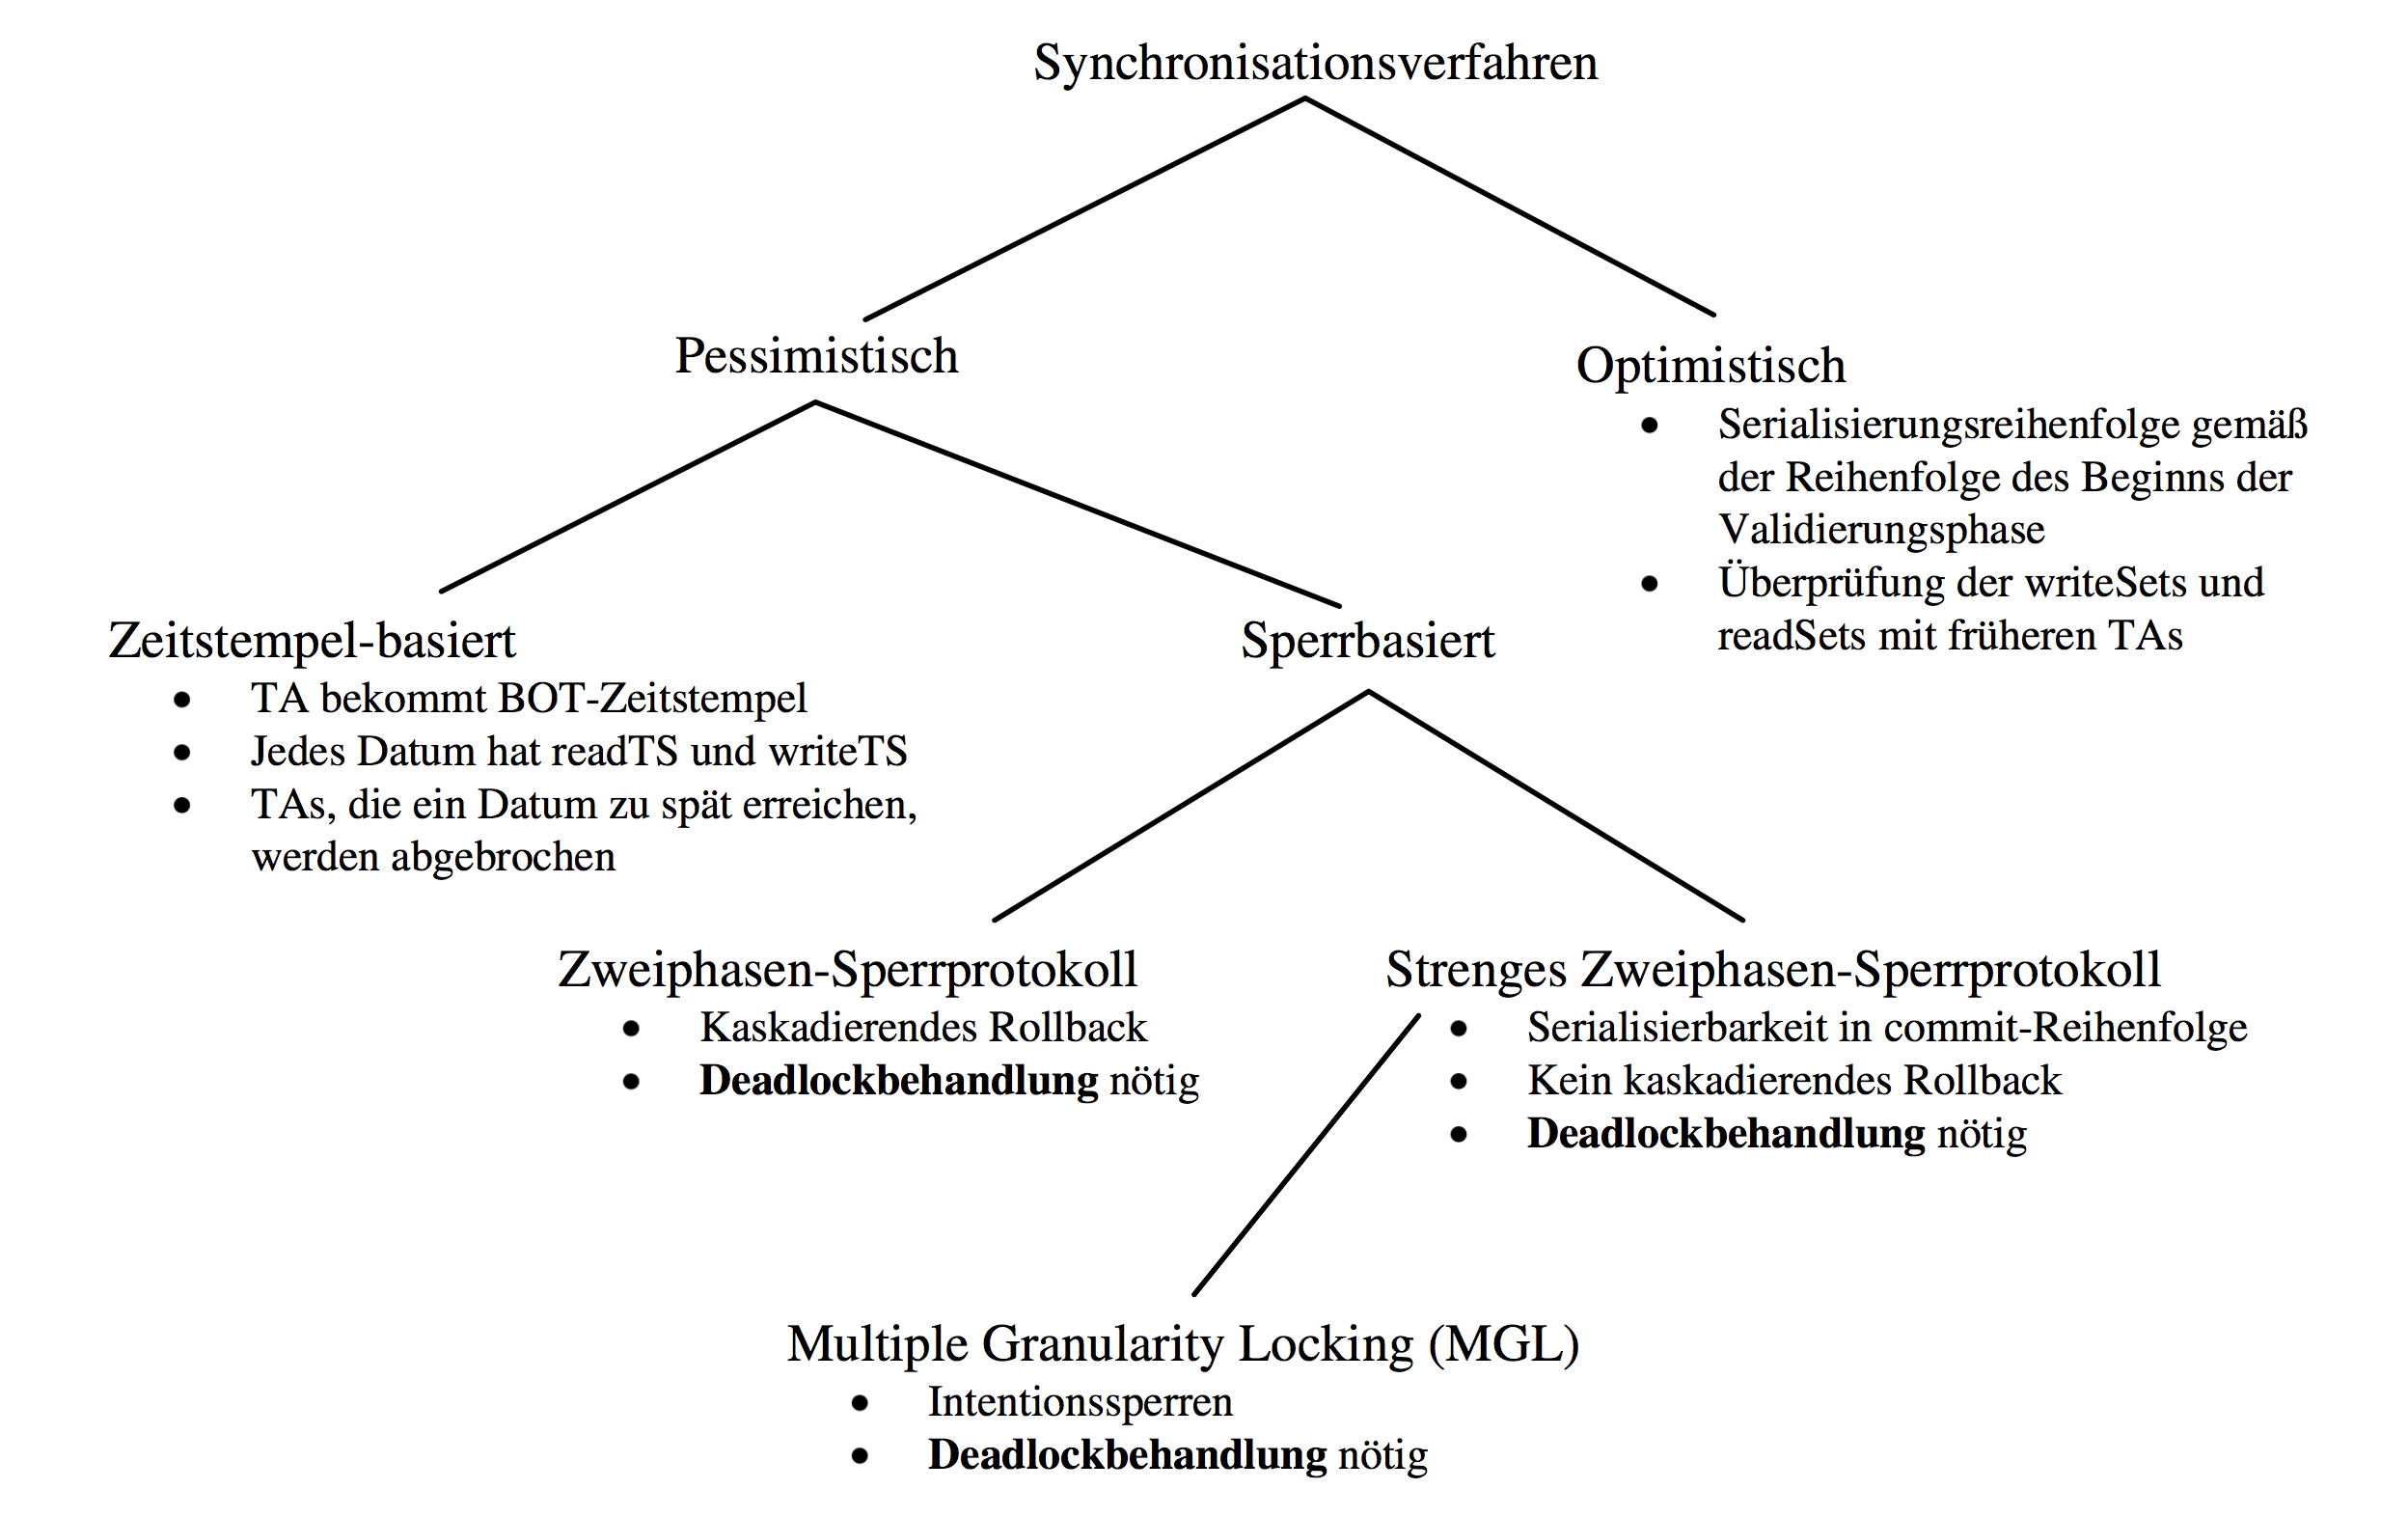 Synchronisationsverfahren
Pessimistisch
Optimistisch
• Serialisierungsreihenfolge gemäß
der Reihenfolge des Beginns der
Validierungsphase
• Überprüfung der writeSets und
readSets mit früheren TAs
Zeitstempel-basiert
• TA bekommt BOT-Zeitstempel
• Jedes Datum hat readTS und writeTS
• TAs, die ein Datum zu spät erreichen,
werden abgebrochen
Sperrbasiert
Zweiphasen-Sperrprotokoll
• Kaskadierendes Rollback
• Deadlockbehandlung nötig
Strenges Zweiphasen-Sperrprotokoll
• Serialisierbarkeit in commit-Reihenfolge
• Kein kaskadierendes Rollback
• Deadlockbehandlung nötig
Multiple Granularity Locking (MGL)
• Intentionssperren
• Deadlockbehandlung nötig